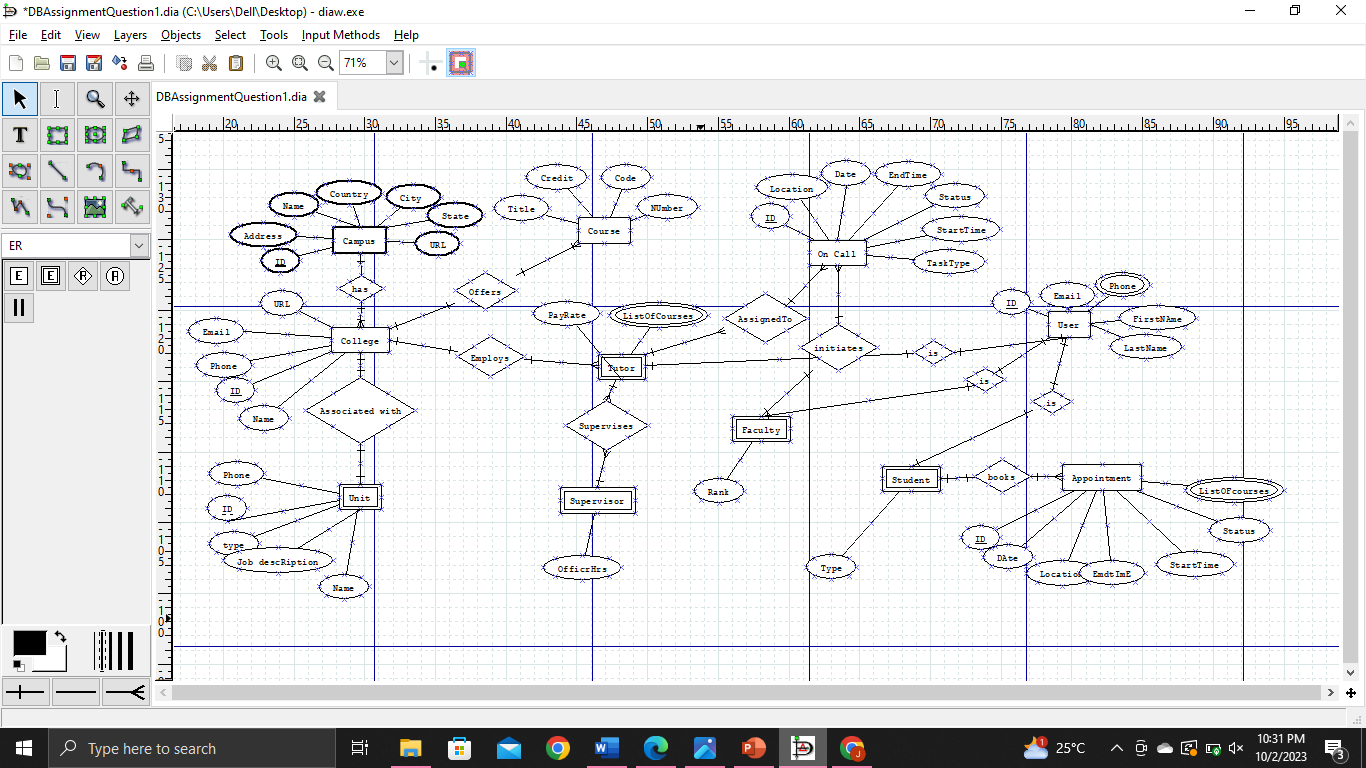 *DBAssignmentQuestion1.dia (C:\Users\Dell\Desktop) - diaw.exe
File Edit View Layers Objects Select Tools Input Methods Help
71%
DBAssignmentQuestion1.dia
20 25 30 35 40 45 50 55 60 65 70 75 80 85 90 95
ER
E E R A
Credit Code
Title NUmber
Course
Country
Name City
State
Address Campus URL
ID
has
Offers
Location Date EndTime
ID Status
StartTime
On Call
TaskType
URL
Email
College
Phone
ID
Name
Employs
PayRate ListOfCourses
Tutor
AssignedTo
initiates
is
ID Email Phone
User FirstNAme
LastName
is
is
Associated with
Supervises
Faculty
Rank
Phone
Unit
ID
type
Job descRiption
Name
Supervisor
OfficrHrs
Student
Type
books
Appointment
ListOFcourses
Status
StartTime
ID
DAte
Locatio
EmdtImE
Type here to search
1
25°C
10:31 PM
10/2/2023
3